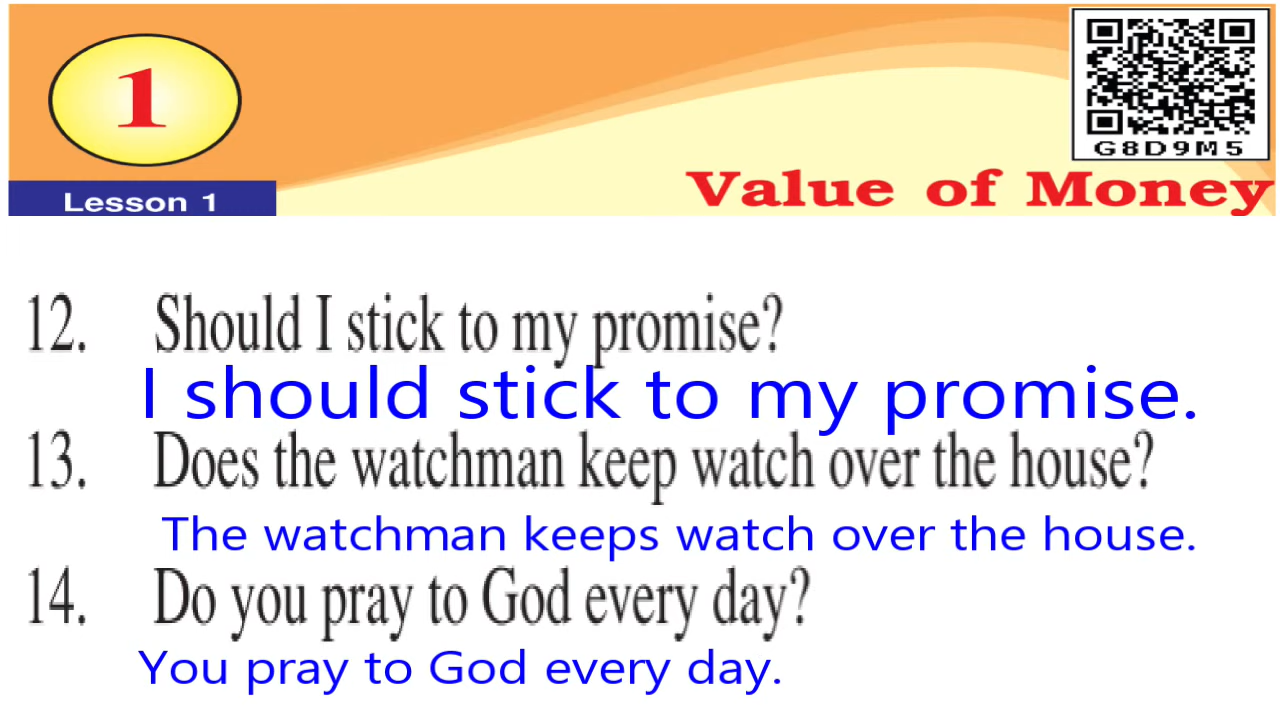 1
Lesson 1
G8D9M5
Value of Money
12. Should I stick to my promise?
I should stick to my promise.
13. Does the watchman keep watch over the house?
The watchman keeps watch over the house.
14. Do you pray to God every day?
You pray to God every day.